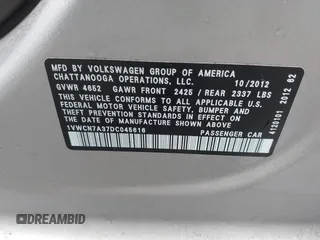 MFD. BY VOLKSWAGEN GROUP OF AMERICA
CHATTANOOGA OPERATIONS, LLC. 10/2012
GVWR 4652 GAWR FRONT 2425 / REAR 2337 LBS
THIS VEHICLE CONFORMS TO ALL APPLICABLE
FEDERAL MOTOR VEHICLE SAFETY, BUMPER, AND
THEFT PREVENTION STANDARDS IN EFFECT ON
THE DATE OF MANUFACTURE SHOWN ABOVE.
1VWCN7A37DC045616 PASSENGER CAR
4120101 2012 62
DREAMBID